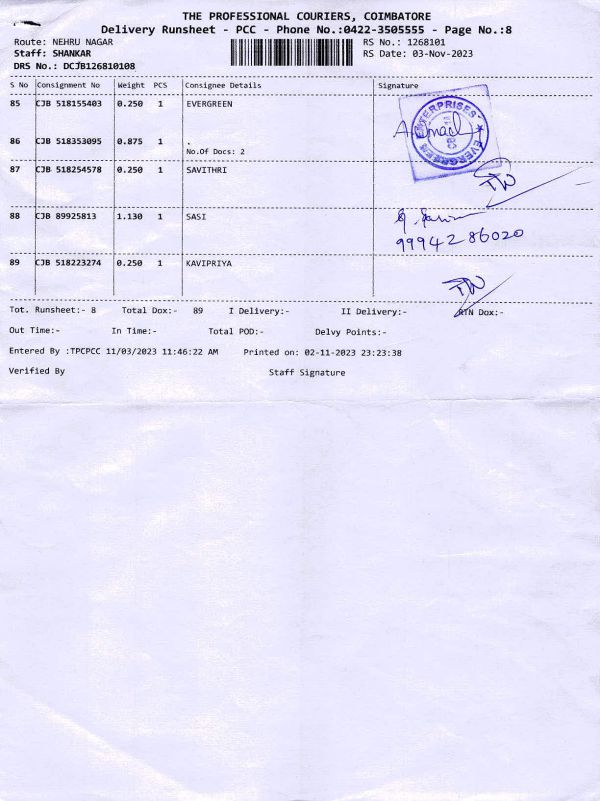 THE PROFESSIONAL COURIERS, COIMBATORE
Delivery Runsheet - PCC - Phone No.:0422-3505555 - Page No.:8
Route: NEHRU NAGAR RS No.: 1268101
Staff: SHANKAR RS Date: 03-Nov-2023
DRS No.: DCJB126810108
S No Consignment No Weight PCS Consignee Details Signature
85 CJB 518155403 0.250 1 EVERGREEN
EVERGREEN ENTERPRISES
86 CJB 518353095 0.875 1 .
No.Of Docs: 2
87 CJB 518254578 0.250 1 SAVITHRI
88 CJB 89925813 1.130 1 SASI
9994286020
89 CJB 518223274 0.250 1 KAVIPRIYA
Tot. Runsheet:- 8 Total Dox:- 89 I Delivery:- II Delivery:- RTN Dox:-
Out Time:- In Time:- Total POD:- Delvy Points:-
Entered By :TPCPCC 11/03/2023 11:46:22 AM Printed on: 02-11-2023 23:23:38
Verified By Staff Signature